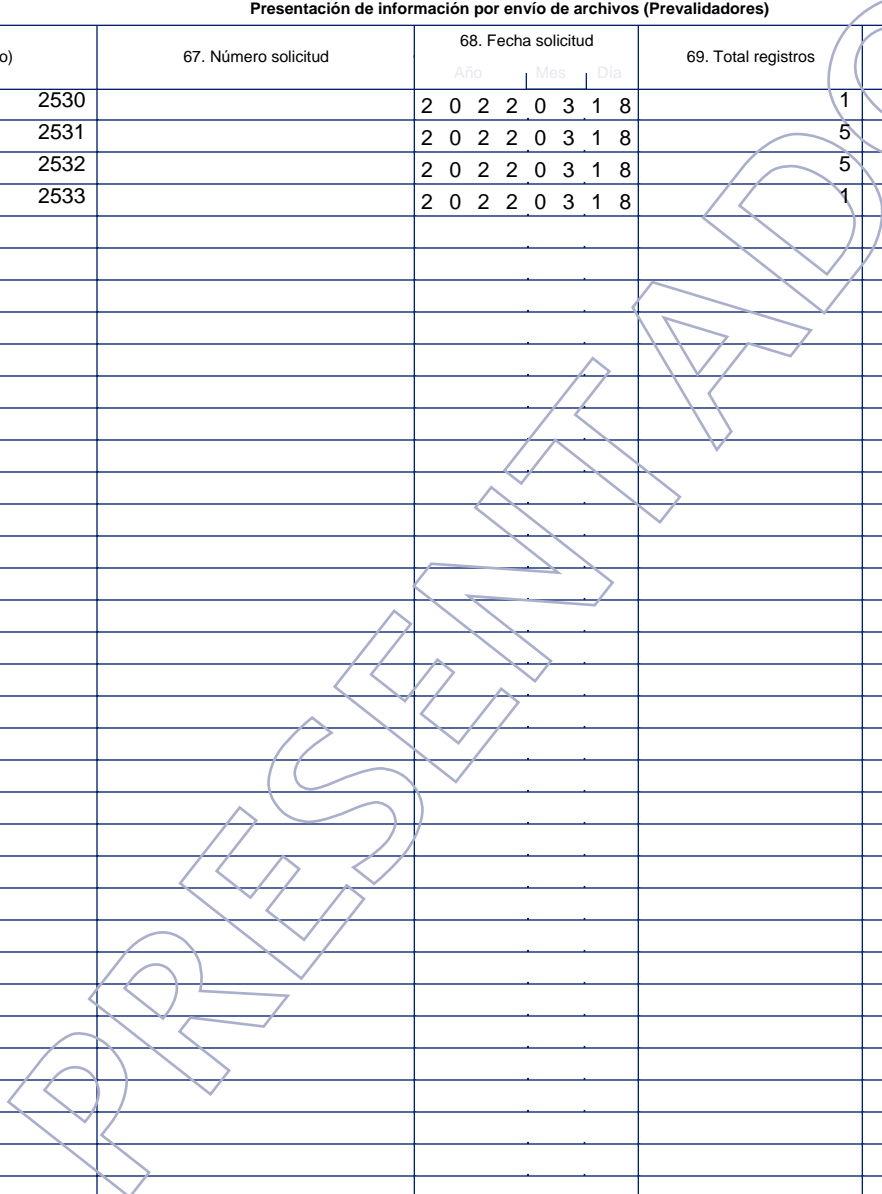 Presentación de información por envío de archivos (Prevalidadores)
o) 67. Número solicitud 68. Fecha solicitud 69. Total registros
Año Mes Día
2530 2 0 2 2 0 3 1 8 1
2531 2 0 2 2 0 3 1 8 5
2532 2 0 2 2 0 3 1 8 5
2533 2 0 2 2 0 3 1 8 1
PRESENTADO